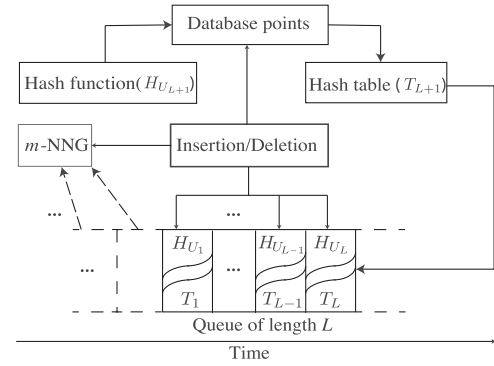 Database points
Hash function($H_{U_{L+1}}$)
Hash table ($T_{L+1}$)
m-NNG
Insertion/Deletion
...
...
$H_{U_1}$
$H_{U_{L-1}}$
$H_{U_L}$
...
...
$T_1$
$T_{L-1}$
$T_L$
Queue of length L
Time